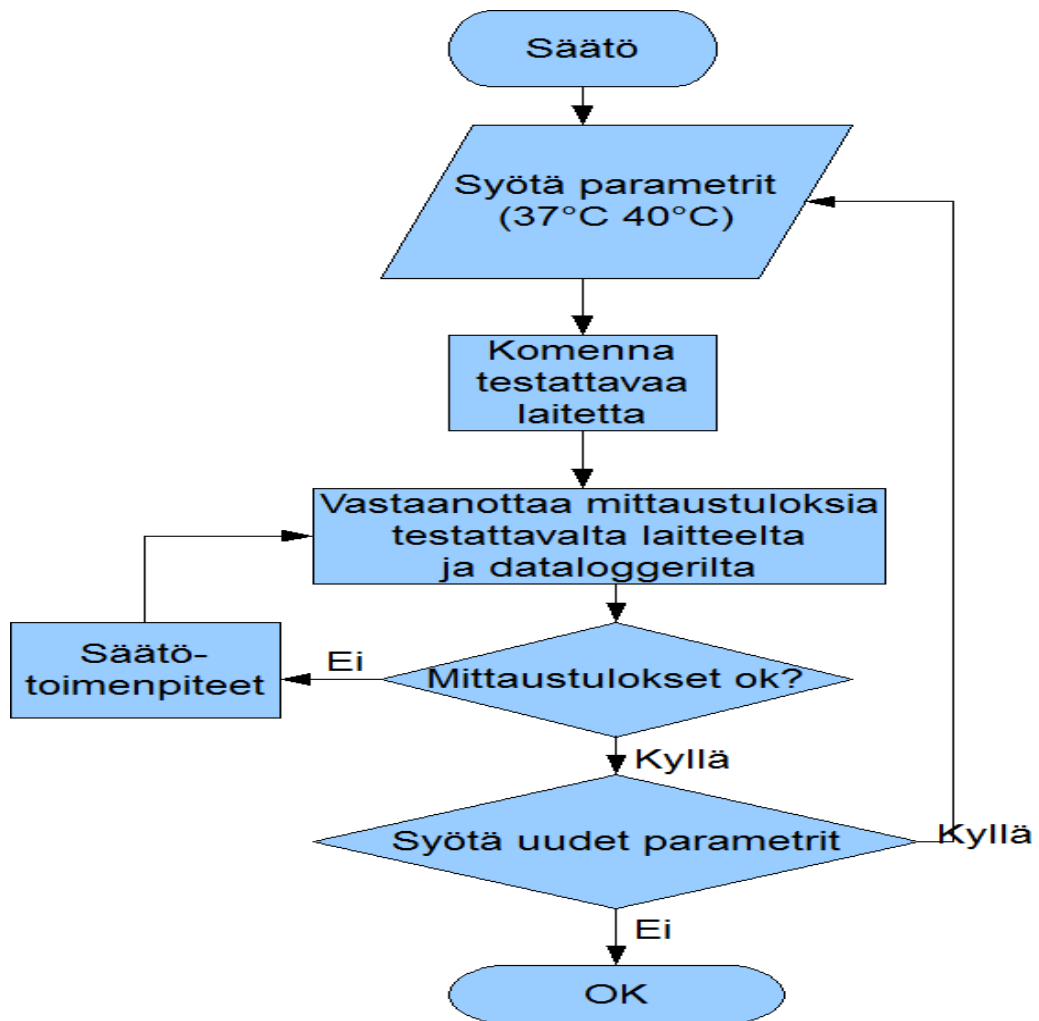 Säätö
Syötä parametrit
(37°C 40°C)
Komenna
testattavaa
laitetta
Vastaanottaa mittaustuloksia
testattavalta laitteelta
ja dataloggerilta
Säätö-
toimenpiteet
Ei
Mittaustulokset ok?
Kyllä
Syötä uudet parametrit
Kyllä
Ei
OK